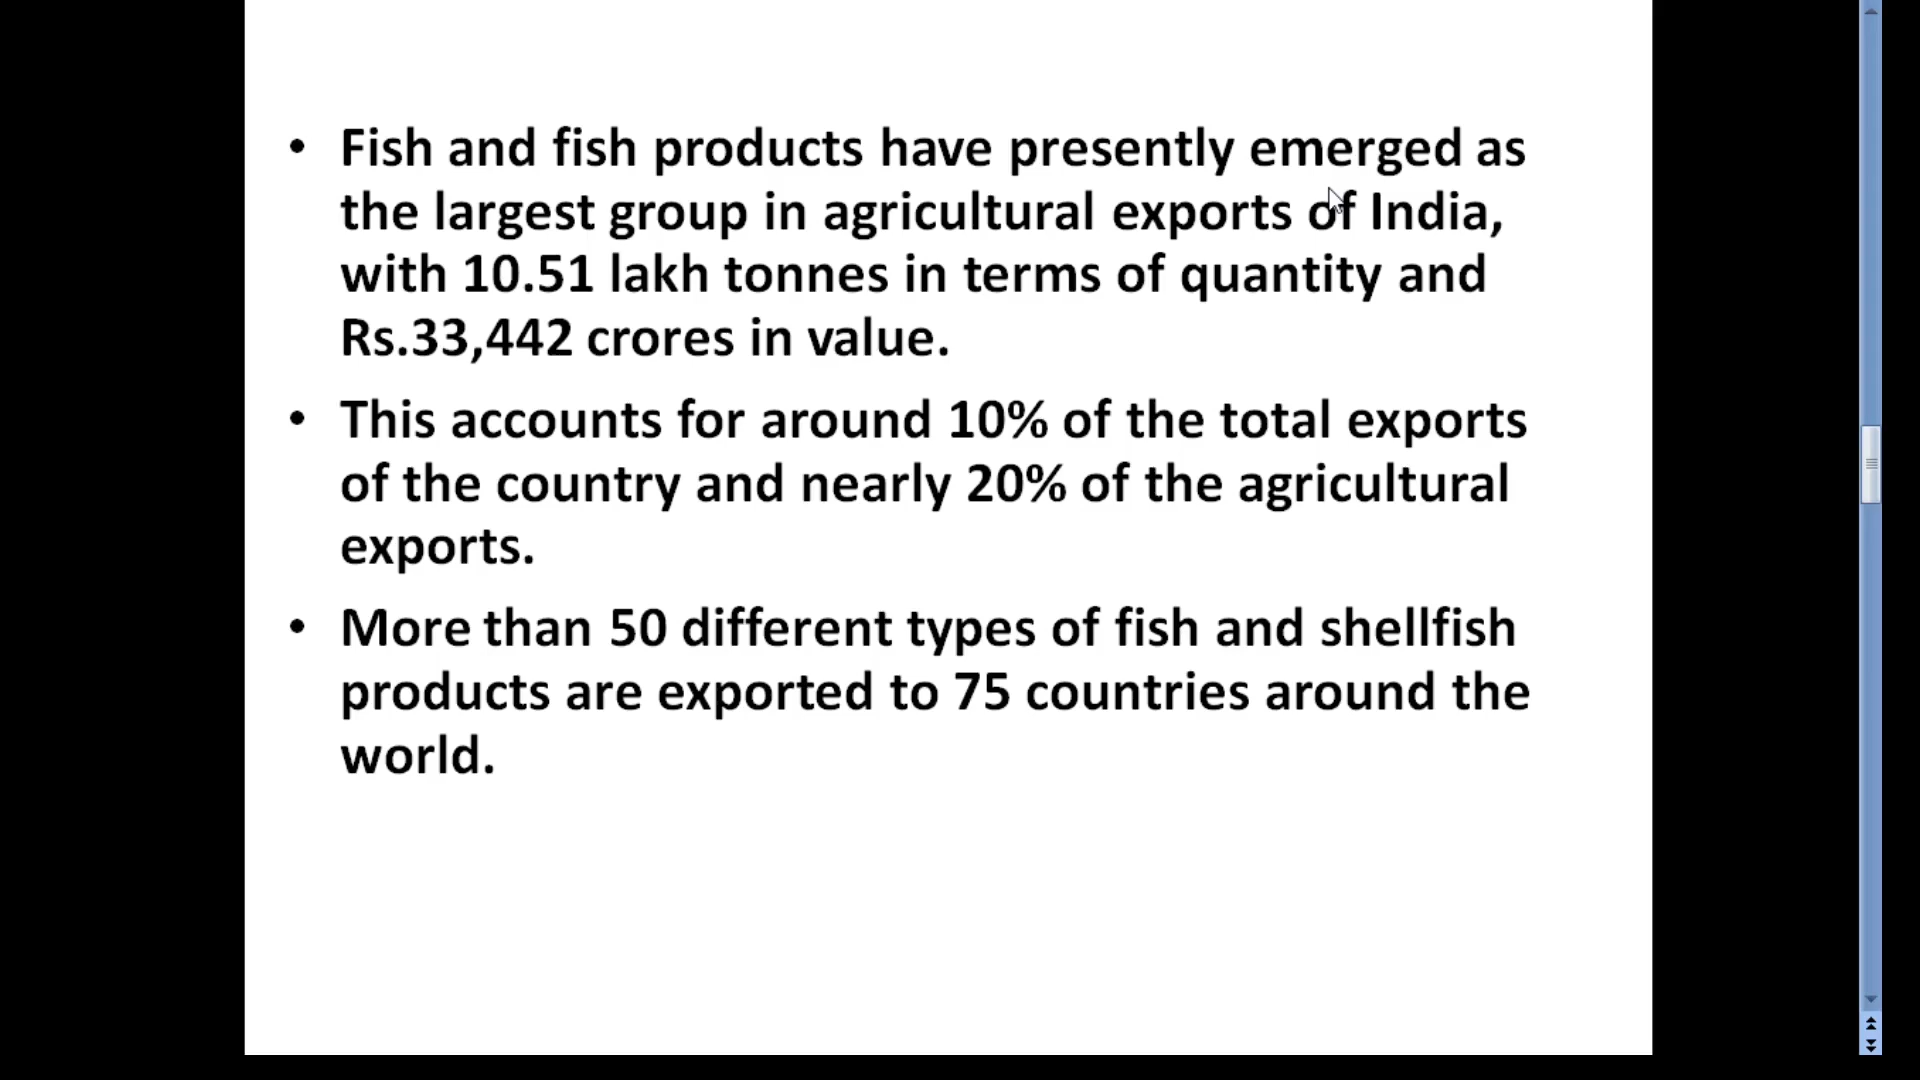 • Fish and fish products have presently emerged as
the largest group in agricultural exports of India,
with 10.51 lakh tonnes in terms of quantity and
Rs.33,442 crores in value.
• This accounts for around 10% of the total exports
of the country and nearly 20% of the agricultural
exports.
• More than 50 different types of fish and shellfish
products are exported to 75 countries around the
world.